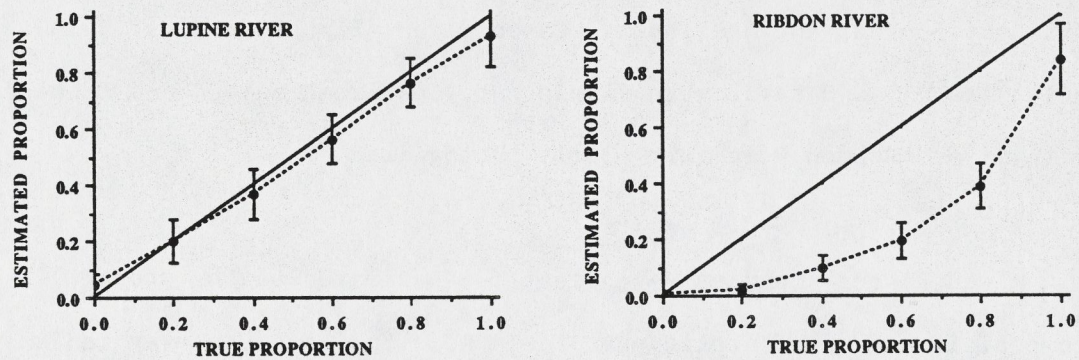 LUPINE RIVER
ESTIMATED PROPORTION
1.0
0.8
0.6
0.4
0.2
0.0
0.0 0.2 0.4 0.6 0.8 1.0
TRUE PROPORTION
RIBDON RIVER
ESTIMATED PROPORTION
1.0
0.8
0.6
0.4
0.2
0.0
0.0 0.2 0.4 0.6 0.8 1.0
TRUE PROPORTION